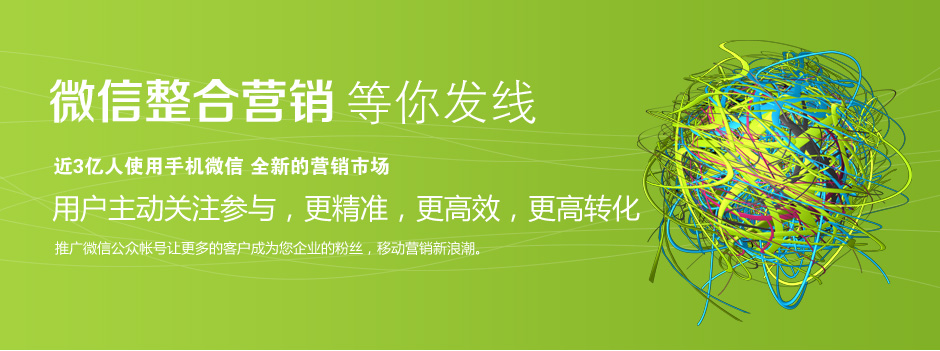 微信整合营销 等你发线
近3亿人使用手机微信 全新的营销市场
用户主动关注参与，更精准，更高效，更高转化
推广微信公众帐号让更多的客户成为您企业的粉丝，移动营销新浪潮。